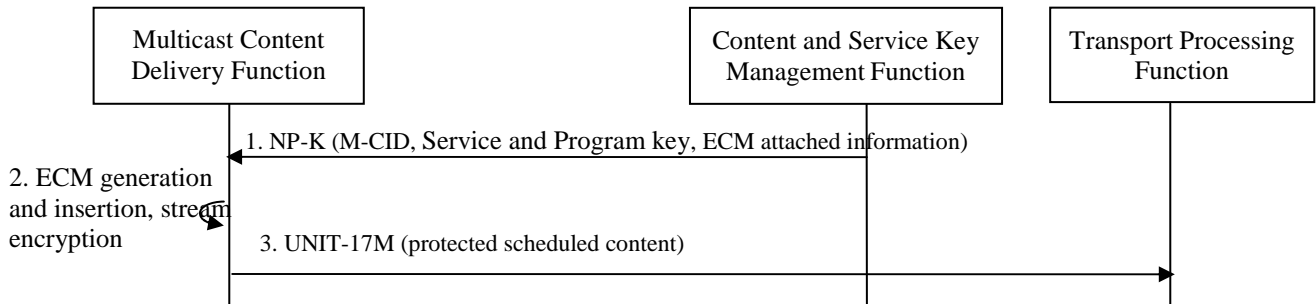 Multicast Content
Delivery Function
Content and Service Key
Management Function
Transport Processing
Function
1. NP-K (M-CID, Service and Program key, ECM attached information)
2. ECM generation
and insertion, stream
encryption
3. UNIT-17M (protected scheduled content)